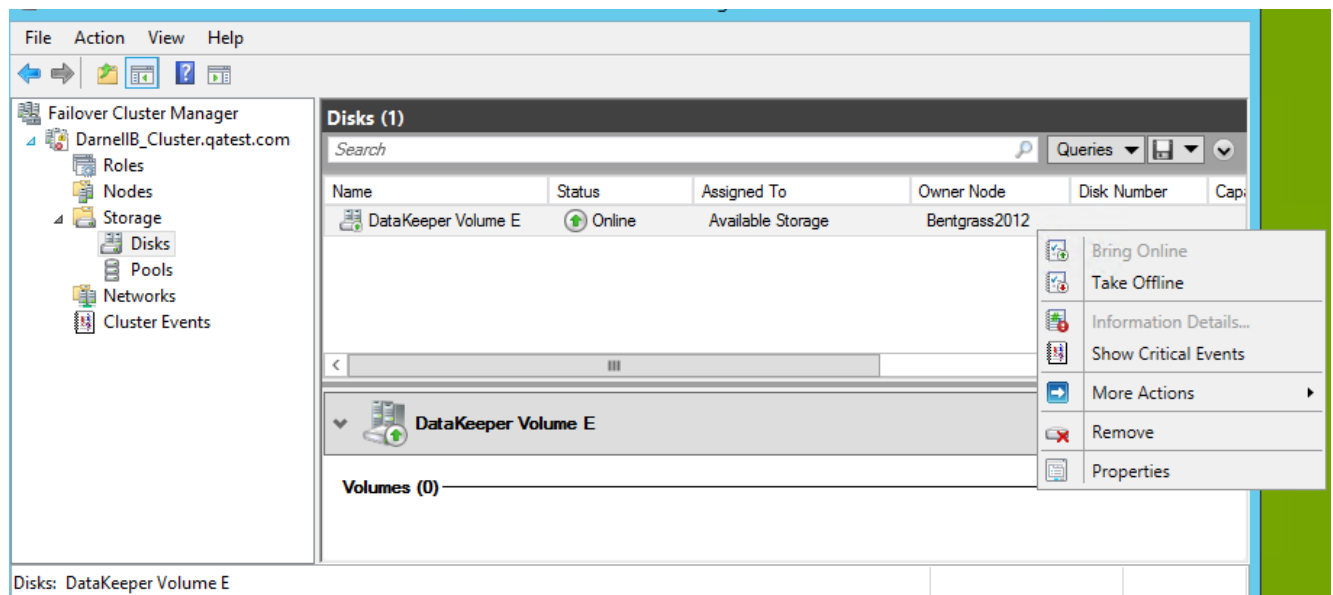 File Action View Help
Failover Cluster Manager
DarnellB_Cluster.qatest.com
Roles
Nodes
Storage
Disks
Pools
Networks
Cluster Events
Disks (1)
Search
Queries
Name Status Assigned To Owner Node Disk Number
DataKeeper Volume E Online Available Storage Bentgrass2012
Bring Online
Take Offline
Information Details...
Show Critical Events
More Actions
Remove
Properties
DataKeeper Volume E
Volumes (0)
Disks: DataKeeper Volume E